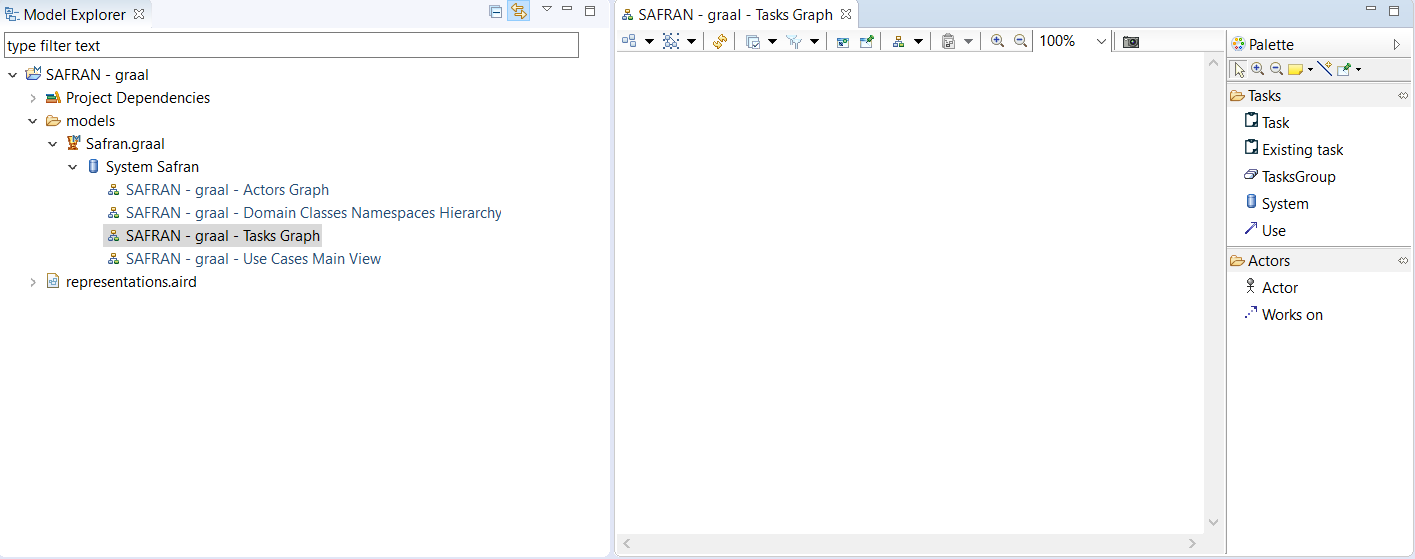 Model Explorer
type filter text
SAFRAN - graal
Project Dependencies
models
Safran.graal
System Safran
SAFRAN - graal - Actors Graph
SAFRAN - graal - Domain Classes Namespaces Hierarchy
SAFRAN - graal - Tasks Graph
SAFRAN - graal - Use Cases Main View
representations.aird
SAFRAN - graal - Tasks Graph
100%
Palette
Tasks
Task
Existing task
TasksGroup
System
Use
Actors
Actor
Works on